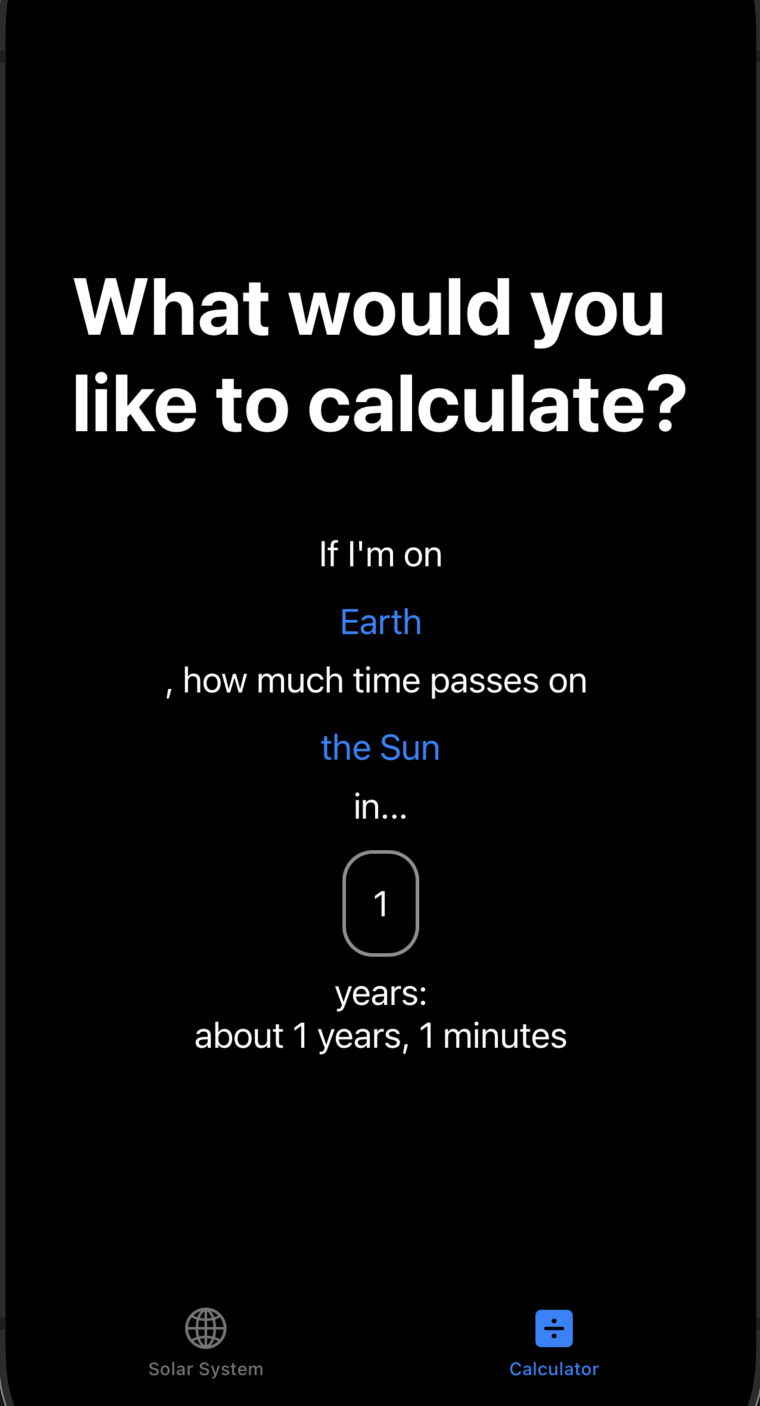 What would you
like to calculate?
If I'm on
Earth
, how much time passes on
the Sun
in...
1
years:
about 1 years, 1 minutes
Solar System
Calculator